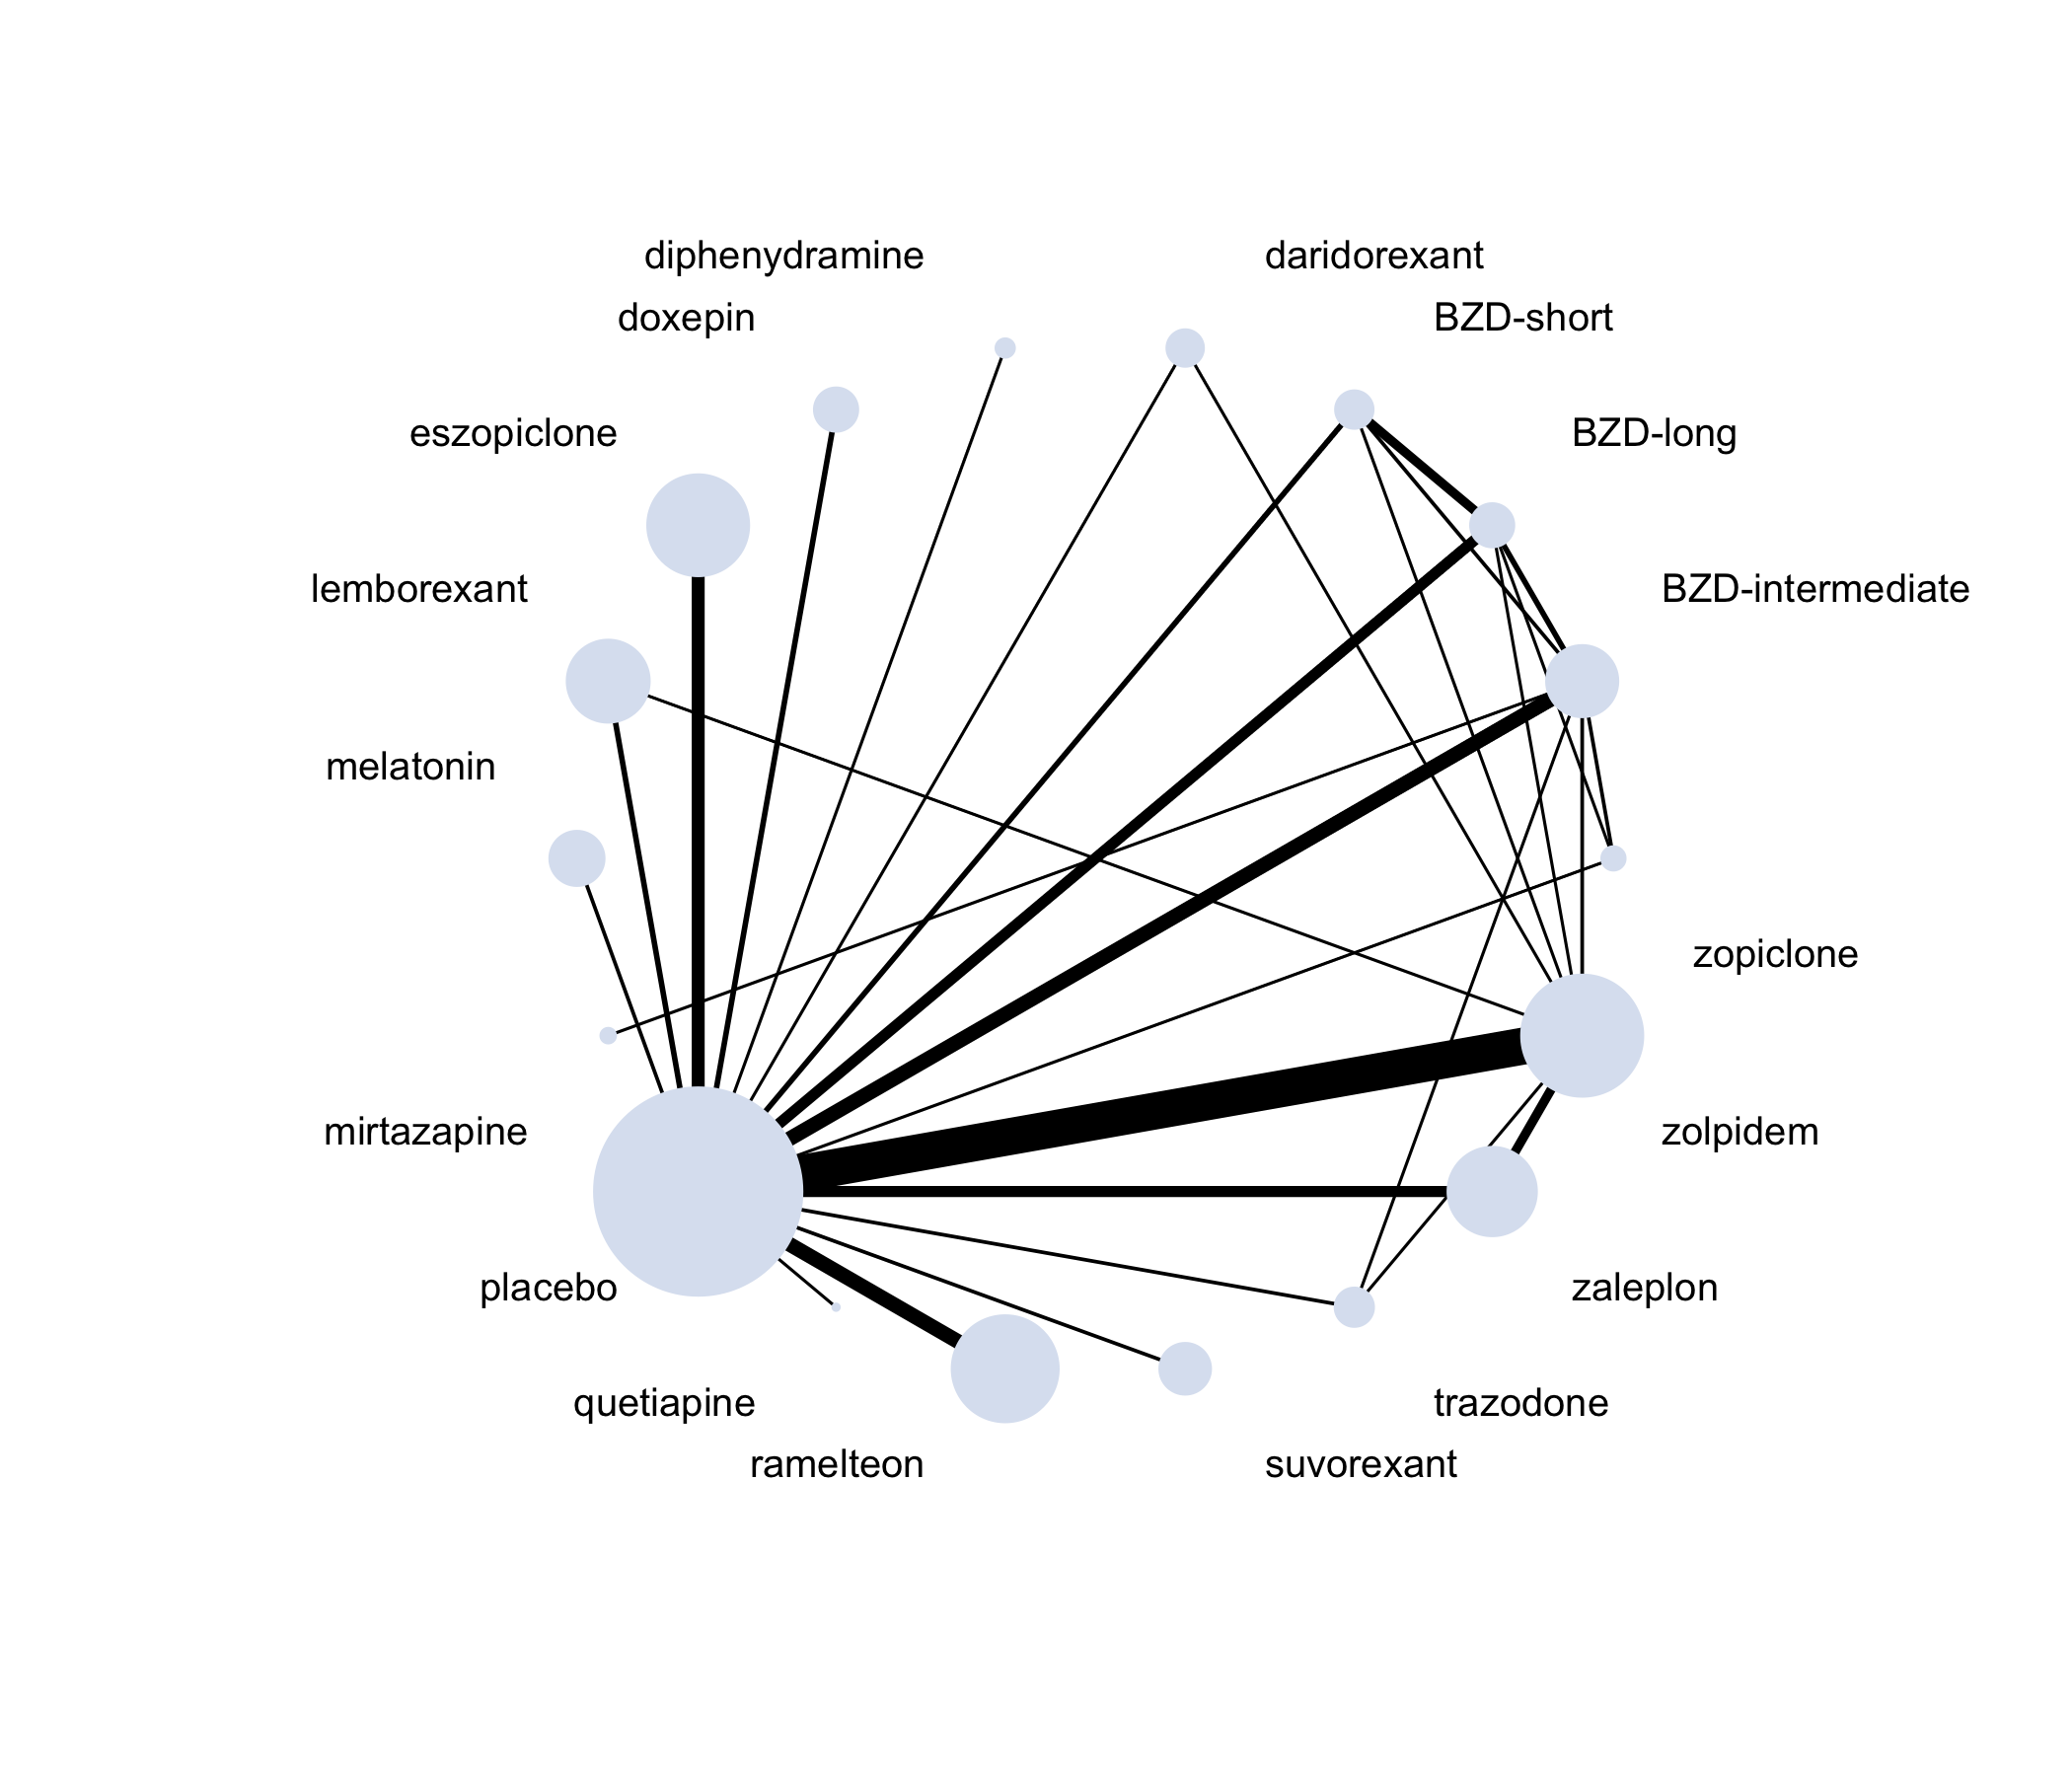 diphenydramine
daridorexant
doxepin
BZD-short
eszopiclone
BZD-long
lemborexant
BZD-intermediate
melatonin
zopiclone
mirtazapine
zolpidem
placebo
zaleplon
quetiapine
trazodone
ramelteon
suvorexant